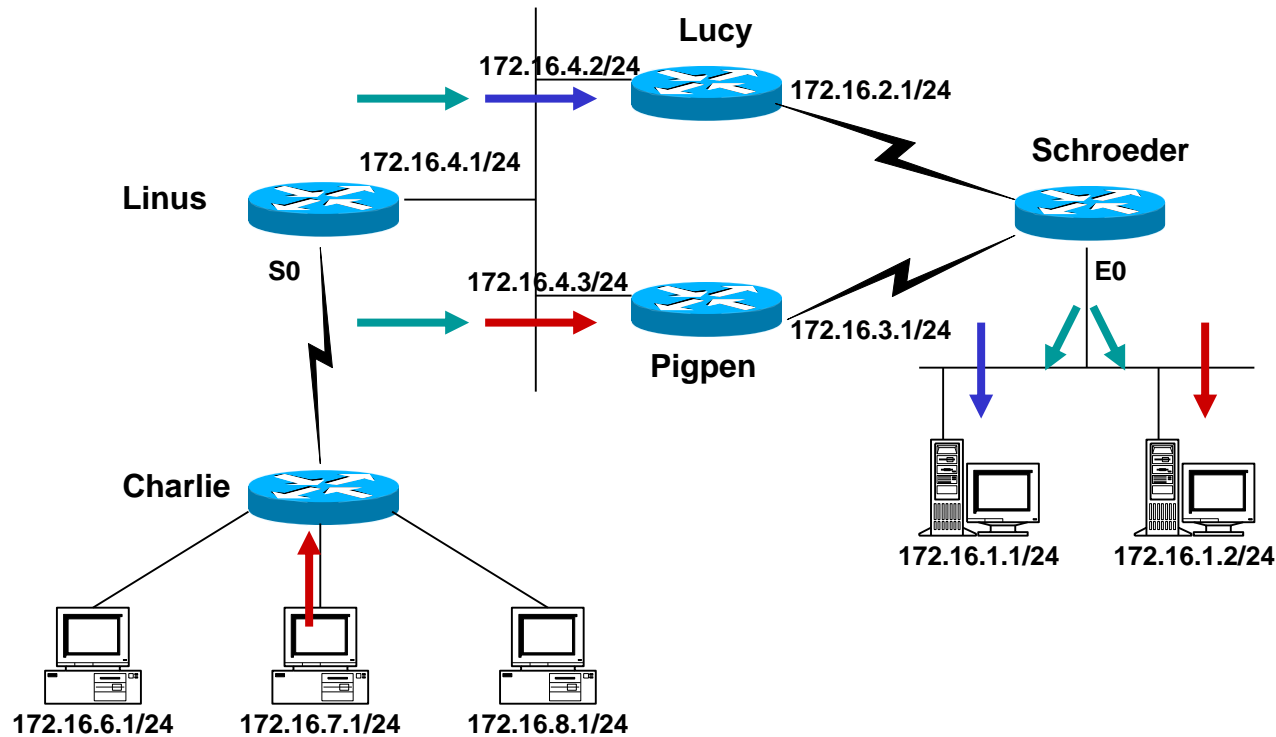 Lucy
172.16.4.2/24
172.16.2.1/24
Schroeder
172.16.4.1/24
Linus
S0
172.16.4.3/24
E0
172.16.3.1/24
Pigpen
Charlie
172.16.1.1/24
172.16.1.2/24
172.16.6.1/24
172.16.7.1/24
172.16.8.1/24